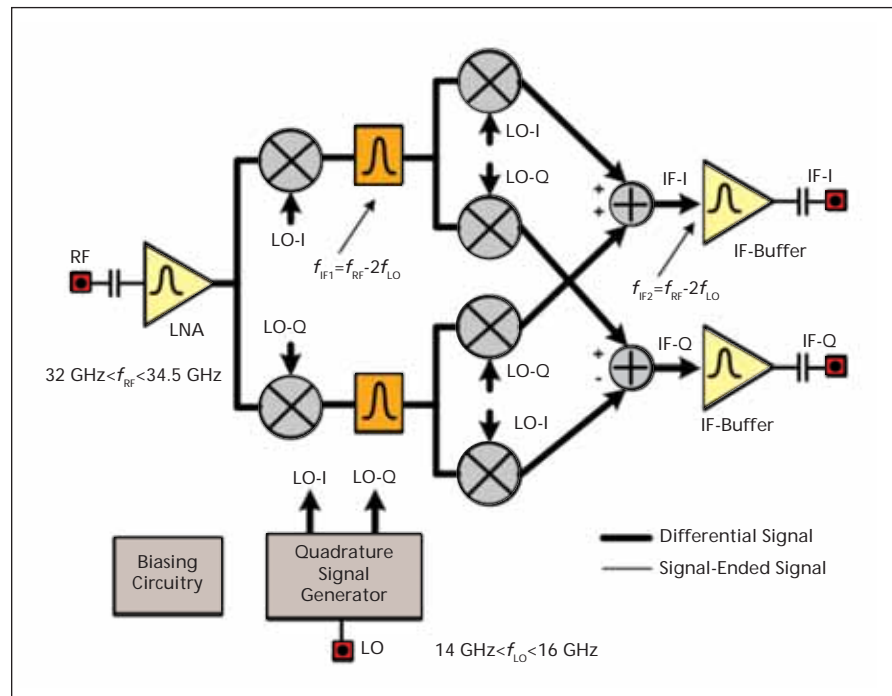 LO-I
LO-Q
LO-I
f_IF1=f_RF-2f_LO
RF
LNA
32 GHz<f_RF<34.5 GHz
LO-Q
+
+
IF-I
IF-I
IF-Buffer
f_IF2=f_RF-2f_LO
+
-
IF-Q
IF-Q
IF-Buffer
LO-Q
LO-I
LO-I
LO-Q
Biasing
Circuitry
Quadrature
Signal
Generator
LO
14 GHz<f_LO<16 GHz
Differential Signal
Signal-Ended Signal